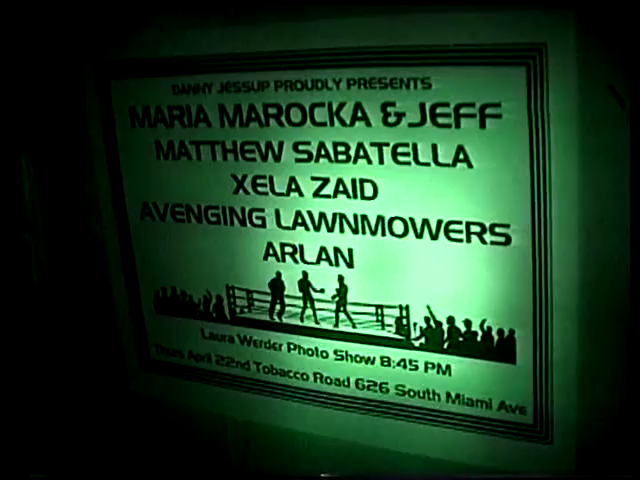 DANNY JESSUP PROUDLY PRESENTS
MARIA MAROCKA & JEFF
MATTHEW SABATELLA
XELA ZAID
AVENGING LAWNMOWERS
ARLAN
Laura Werder Photo Show 8:45 PM
Thurs April 22nd Tobacco Road 626 South Miami Ave